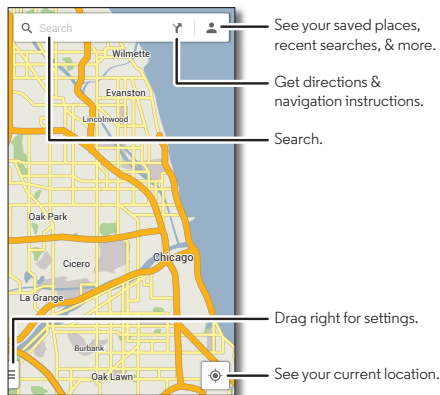 Search
See your saved places,
recent searches, & more.
Wilmette
Get directions &
navigation instructions.
Evanston
Lincolnwood
Search.
Oak Park
Chicago
Cicero
La Grange
Drag right for settings.
Burbank
Oak Lawn
See your current location.